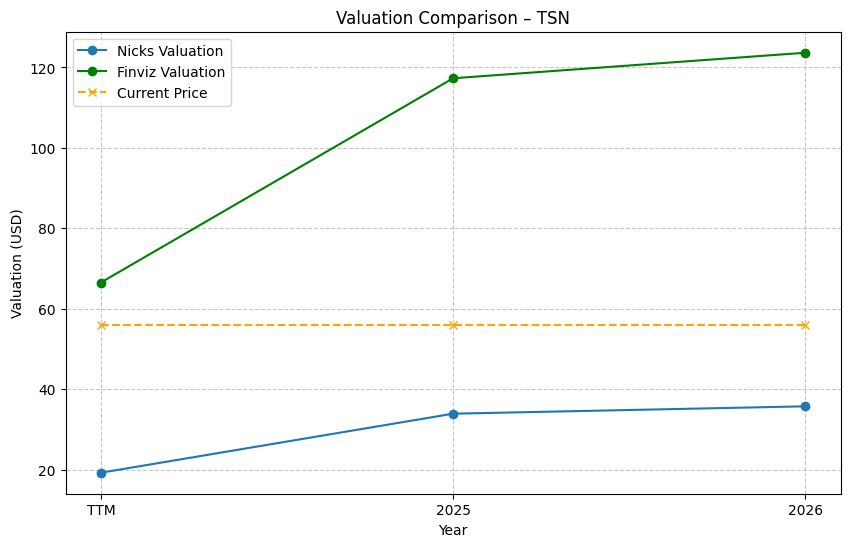 Valuation Comparison – TSN
Nicks Valuation
Finviz Valuation
Current Price
Valuation (USD)
120
100
80
60
40
20
TTM
2025
2026
Year